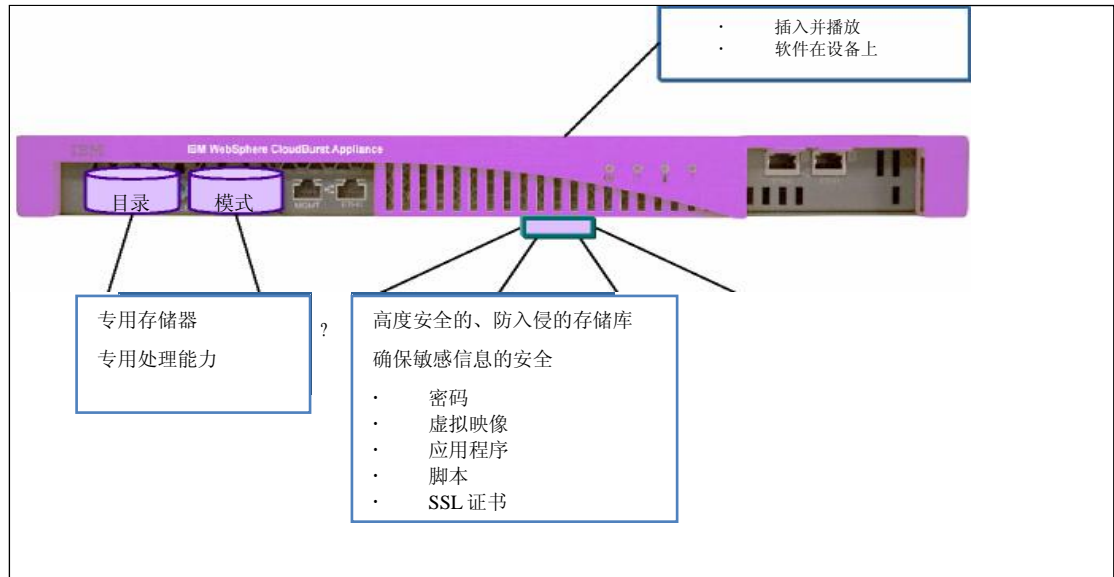 · 插入并播放
· 软件在设备上
IBM
IBM WebSphere CloudBurst Appliance
目录
模式
MGMT
专用存储器
专用处理能力
?
高度安全的、防入侵的存储库
确保敏感信息的安全
· 密码
· 虚拟映像
· 应用程序
· 脚本
· SSL 证书